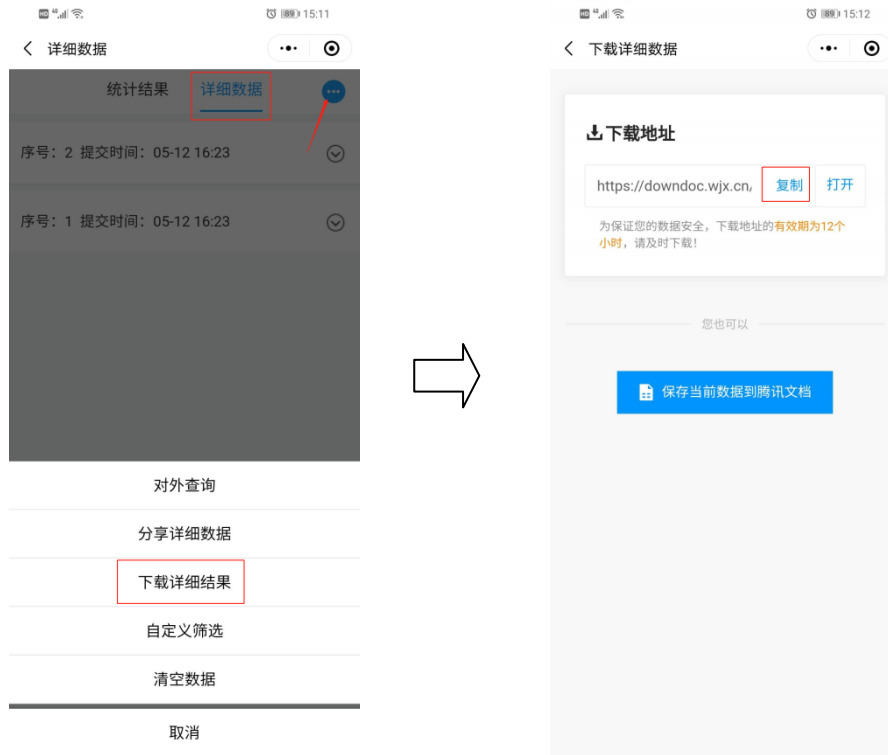 HD 4G 89 15:11
详细数据
统计结果 详细数据
序号：2 提交时间：05-12 16:23
序号：1 提交时间：05-12 16:23
对外查询
分享详细数据
下载详细结果
自定义筛选
清空数据
取消
HD 4G 89 15:12
下载详细数据
下载地址
https://downdoc.wjx.cn/ 复制 打开
为保证您的数据安全，下载地址的有效期为12个
小时，请及时下载！
您也可以
保存当前数据到腾讯文档